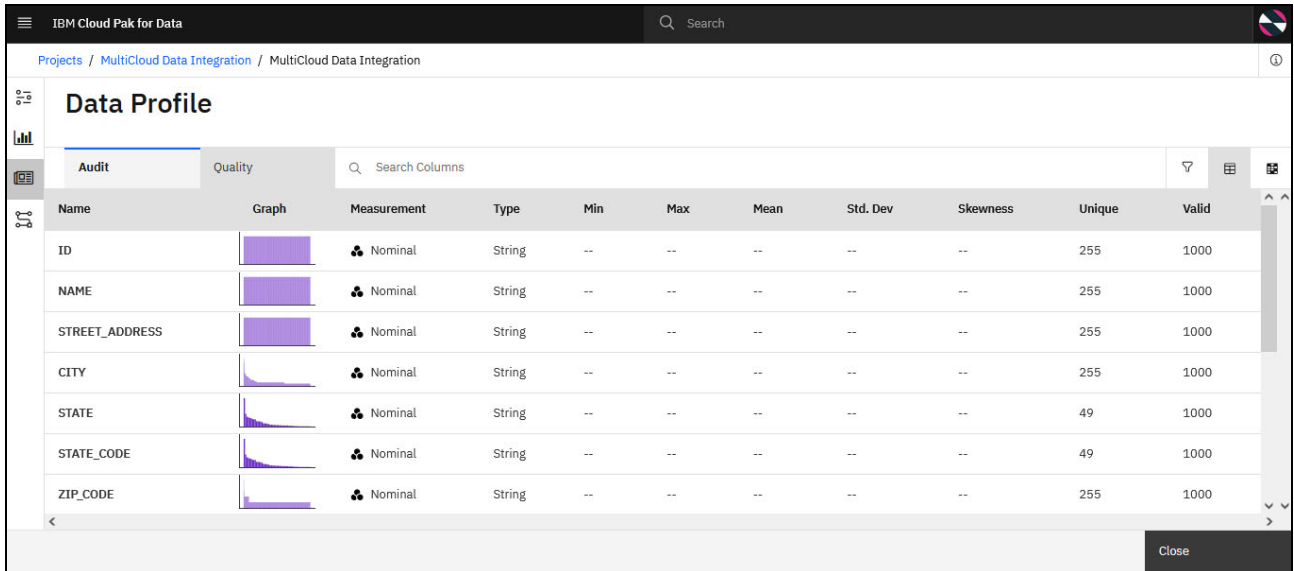 IBM Cloud Pak for Data Search
Projects / MultiCloud Data Integration / MultiCloud Data Integration
Data Profile
Audit Quality Search Columns
Name Graph Measurement Type Min Max Mean Std. Dev Skewness Unique Valid
ID Nominal String -- -- -- -- -- 255 1000
NAME Nominal String -- -- -- -- -- 255 1000
STREET_ADDRESS Nominal String -- -- -- -- -- 255 1000
CITY Nominal String -- -- -- -- -- 255 1000
STATE Nominal String -- -- -- -- -- 49 1000
STATE_CODE Nominal String -- -- -- -- -- 49 1000
ZIP_CODE Nominal String -- -- -- -- -- 255 1000
Close